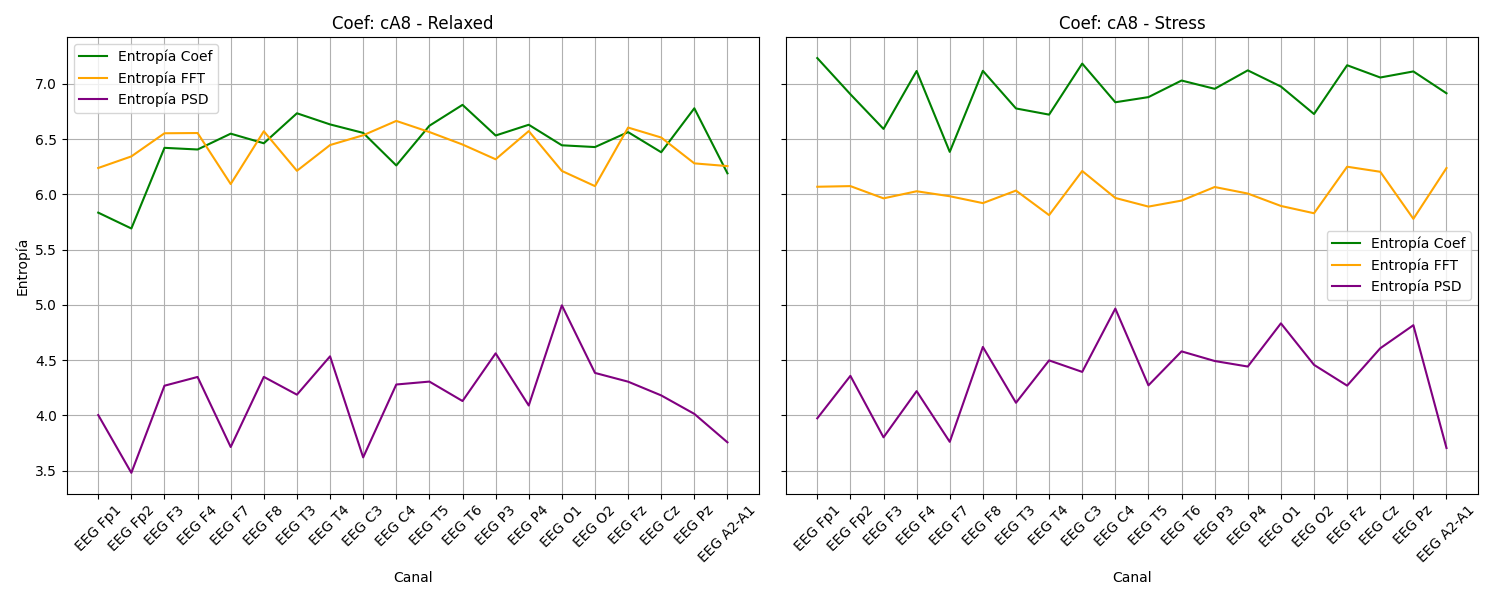 Coef: cA8 - Relaxed
Entropía Coef
Entropía FFT
Entropía PSD
Entropía
7.0
6.5
6.0
5.5
5.0
4.5
4.0
3.5
EEG Fp1
EEG Fp2
EEG F3
EEG F4
EEG F7
EEG F8
EEG T3
EEG T4
EEG C3
EEG C4
EEG T5
EEG T6
EEG P3
EEG P4
EEG O1
EEG O2
EEG Fz
EEG Cz
EEG Pz
EEG A2-A1
Canal
Coef: cA8 - Stress
Entropía Coef
Entropía FFT
Entropía PSD
EEG Fp1
EEG Fp2
EEG F3
EEG F4
EEG F7
EEG F8
EEG T3
EEG T4
EEG C3
EEG C4
EEG T5
EEG T6
EEG P3
EEG P4
EEG O1
EEG O2
EEG Fz
EEG Cz
EEG Pz
EEG A2-A1
Canal